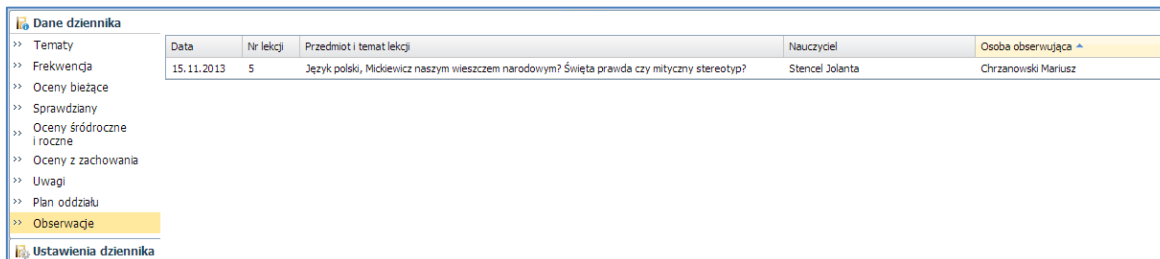 Dane dziennika
>> Tematy
>> Frekwencja
>> Oceny bieżące
>> Sprawdziany
>> Oceny śródroczne
i roczne
>> Oceny z zachowania
>> Uwagi
>> Plan oddziału
>> Obserwacje
Ustawienia dziennika
Data Nr lekcji Przedmiot i temat lekcji Nauczyciel Osoba obserwująca
15.11.2013 5 Język polski, Mickiewicz naszym wieszczem narodowym? Święta prawda czy mityczny stereotyp? Stencel Jolanta Chrzanowski Mariusz